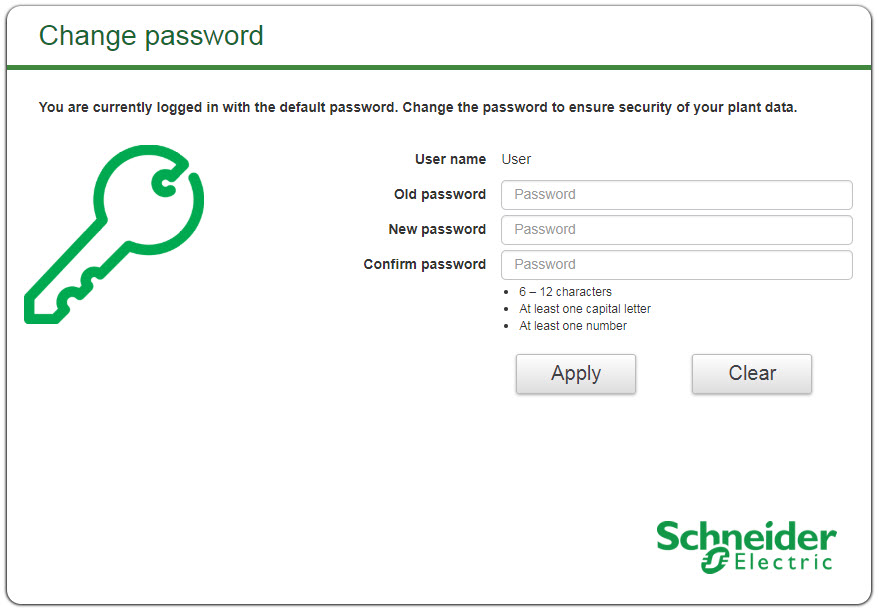 Change password
You are currently logged in with the default password. Change the password to ensure security of your plant data.
User name User
Old password Password
New password Password
Confirm password Password
• 6 – 12 characters
• At least one capital letter
• At least one number
Apply Clear
Schneider
Electric